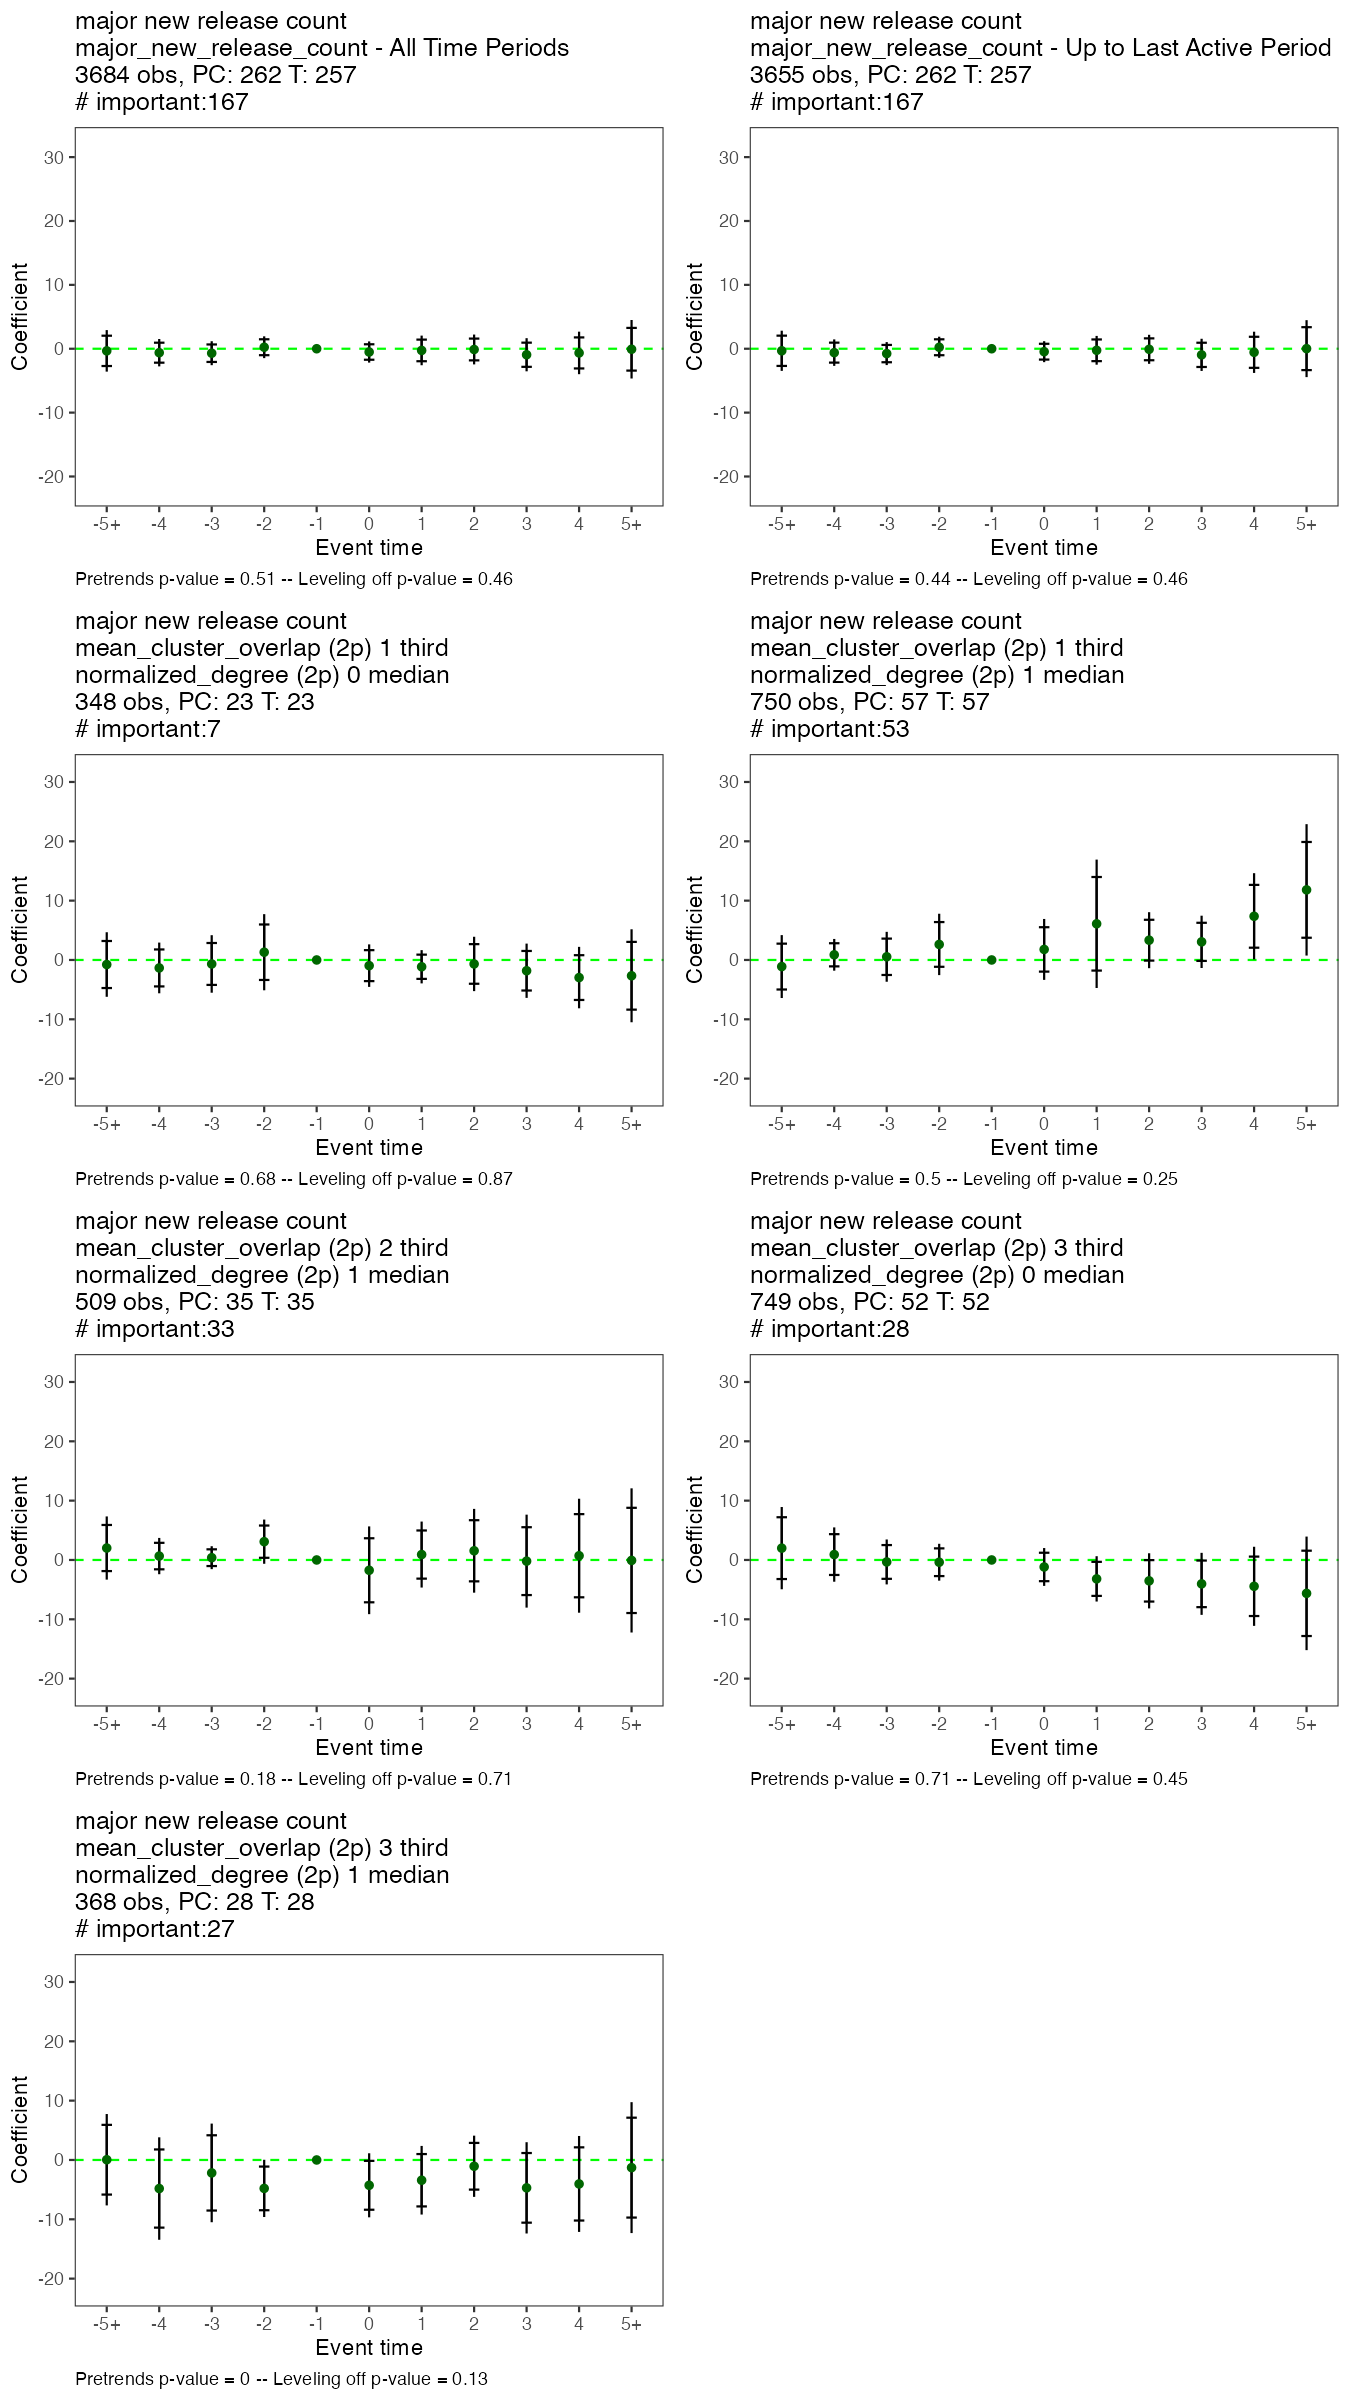 major new release count
major_new_release_count - All Time Periods
3684 obs, PC: 262 T: 257
# important:167
30
20
10
0
-10
-20
Coefficient
-5+ -4 -3 -2 -1 0 1 2 3 4 5+
Event time
Pretrends p-value = 0.51 -- Leveling off p-value = 0.46
major new release count
major_new_release_count - Up to Last Active Period
3655 obs, PC: 262 T: 257
# important:167
30
20
10
0
-10
-20
Coefficient
-5+ -4 -3 -2 -1 0 1 2 3 4 5+
Event time
Pretrends p-value = 0.44 -- Leveling off p-value = 0.46
major new release count
mean_cluster_overlap (2p) 1 third
normalized_degree (2p) 0 median
348 obs, PC: 23 T: 23
# important:7
30
20
10
0
-10
-20
Coefficient
-5+ -4 -3 -2 -1 0 1 2 3 4 5+
Event time
Pretrends p-value = 0.68 -- Leveling off p-value = 0.87
major new release count
mean_cluster_overlap (2p) 1 third
normalized_degree (2p) 1 median
750 obs, PC: 57 T: 57
# important:53
30
20
10
0
-10
-20
Coefficient
-5+ -4 -3 -2 -1 0 1 2 3 4 5+
Event time
Pretrends p-value = 0.5 -- Leveling off p-value = 0.25
major new release count
mean_cluster_overlap (2p) 2 third
normalized_degree (2p) 1 median
509 obs, PC: 35 T: 35
# important:33
30
20
10
0
-10
-20
Coefficient
-5+ -4 -3 -2 -1 0 1 2 3 4 5+
Event time
Pretrends p-value = 0.18 -- Leveling off p-value = 0.71
major new release count
mean_cluster_overlap (2p) 3 third
normalized_degree (2p) 0 median
749 obs, PC: 52 T: 52
# important:28
30
20
10
0
-10
-20
Coefficient
-5+ -4 -3 -2 -1 0 1 2 3 4 5+
Event time
Pretrends p-value = 0.71 -- Leveling off p-value = 0.45
major new release count
mean_cluster_overlap (2p) 3 third
normalized_degree (2p) 1 median
368 obs, PC: 28 T: 28
# important:27
30
20
10
0
-10
-20
Coefficient
-5+ -4 -3 -2 -1 0 1 2 3 4 5+
Event time
Pretrends p-value = 0 -- Leveling off p-value = 0.13